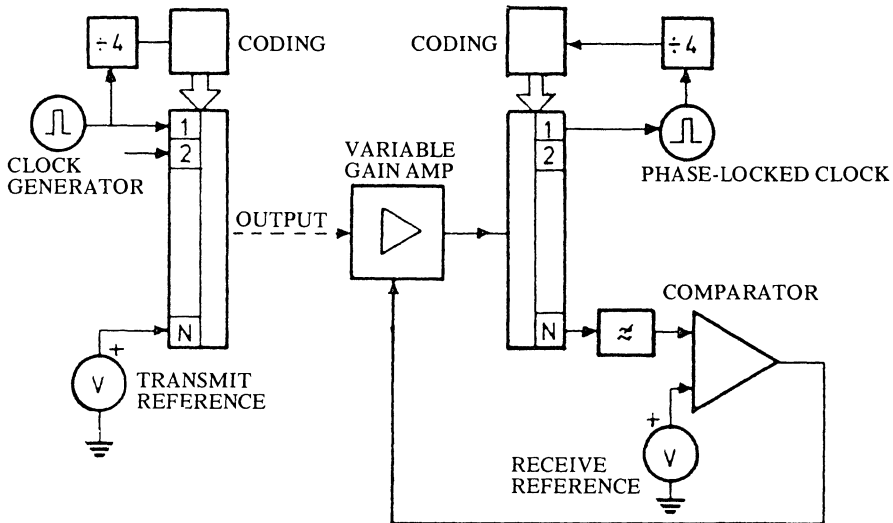 ÷4
CODING
CODING
÷4
1
2
CLOCK
GENERATOR
VARIABLE
GAIN AMP
1
2
PHASE-LOCKED CLOCK
OUTPUT
COMPARATOR
N
N
≈
+
V
TRANSMIT
REFERENCE
+
V
RECEIVE
REFERENCE